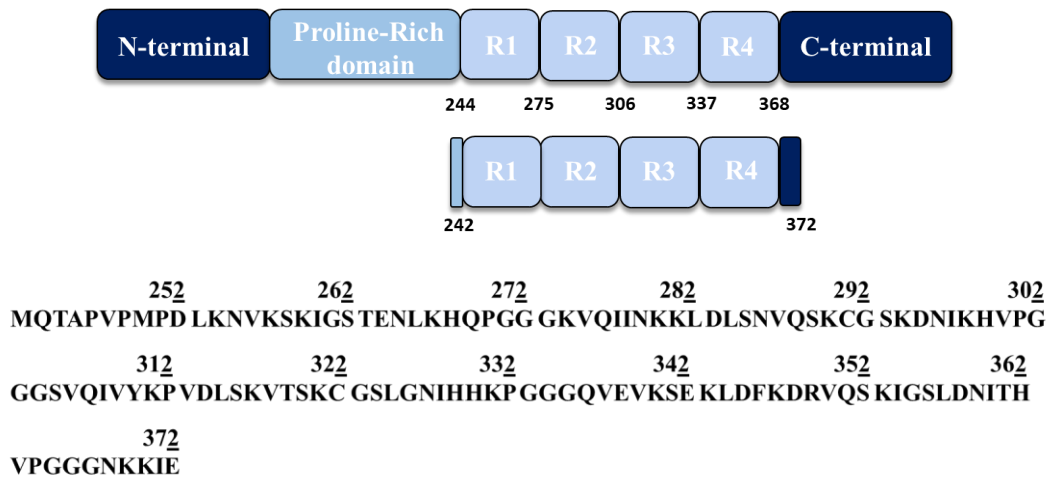 N-terminal Proline-Rich domain R1 R2 R3 R4 C-terminal
244 275 306 337 368
R1 R2 R3 R4
242 372
252 262 272 282 292 302
MQTAPVPMPD LKNVKSKIGS TENLKHQPGG GKVQIINKKL DLSNVQSKCG SKDNIKHVPG
312 322 332 342 352 362
GGSVQIVYKP VDLSKVTSKC GSLGNIHHKP GGGQVEVKSE KLDFKDRVQS KIGSLDNITH
372
VPGGGNKKIE